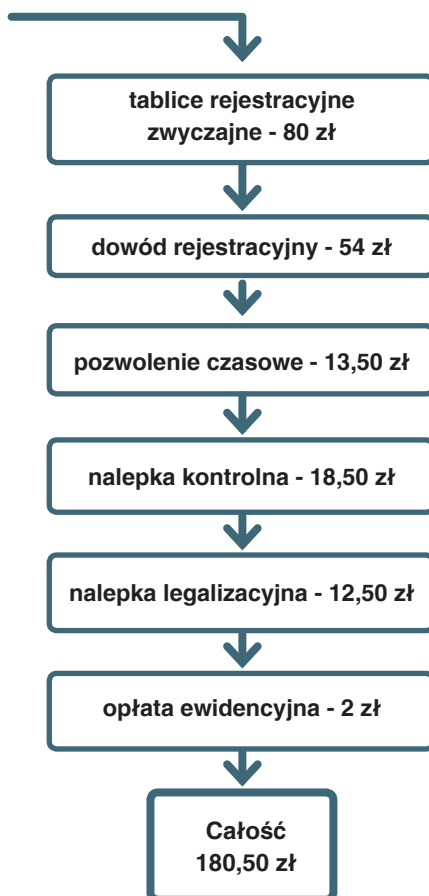 tablice rejestracyjne
zwyczajne - 80 zł
dowód rejestracyjny - 54 zł
pozwolenie czasowe - 13,50 zł
nalepka kontrolna - 18,50 zł
nalepka legalizacyjna - 12,50 zł
opłata ewidencyjna - 2 zł
Całość
180,50 zł